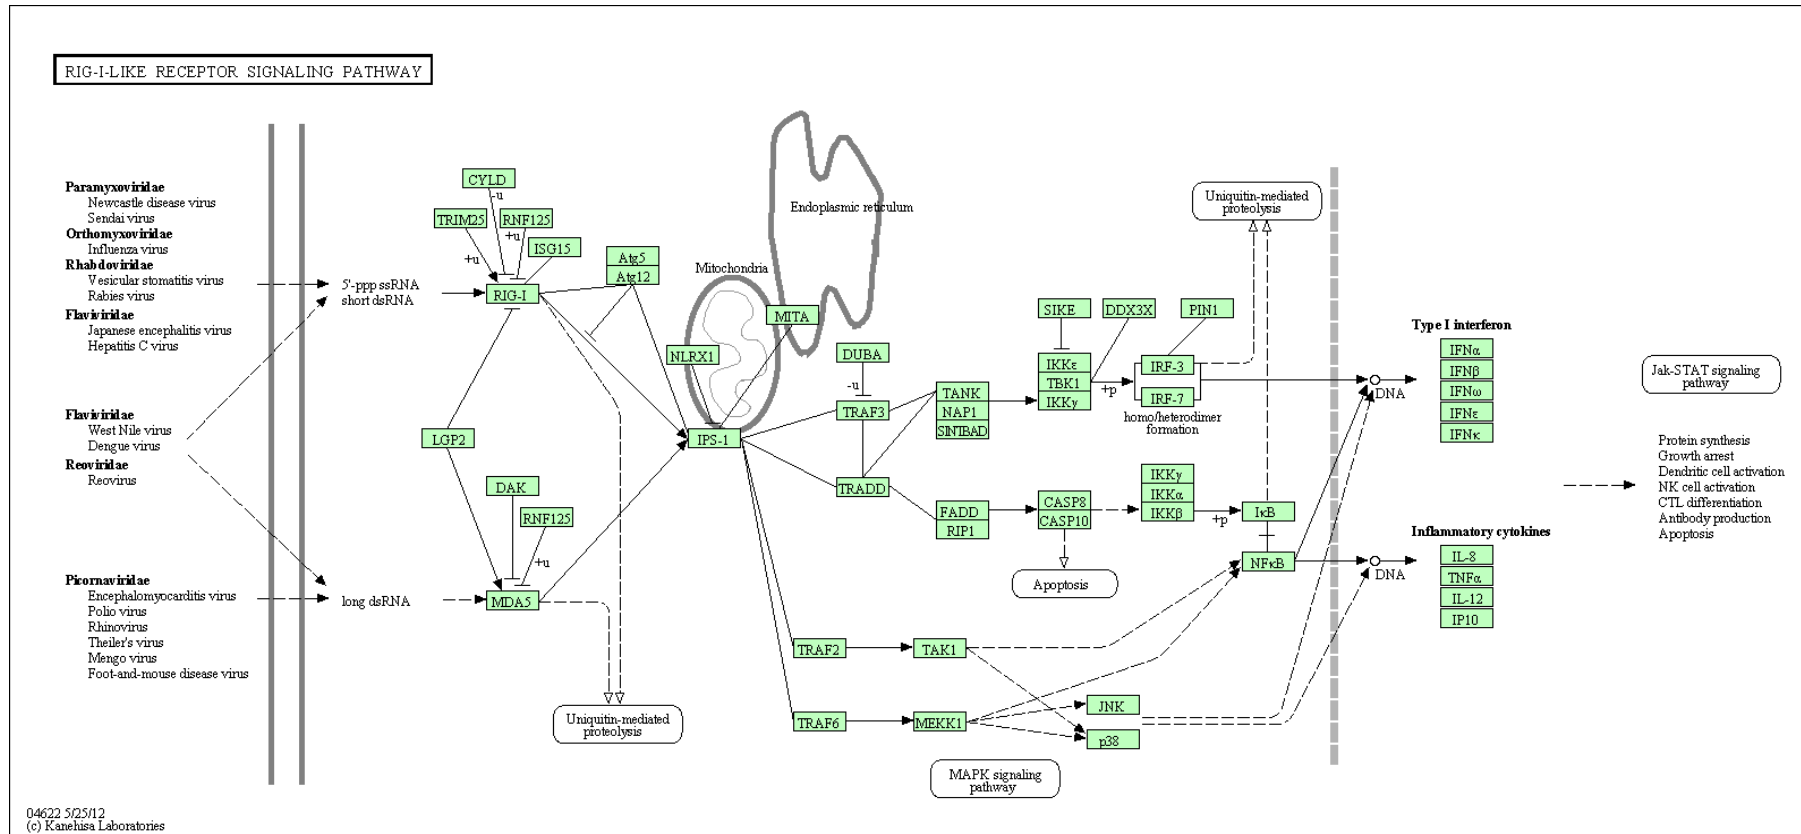 RIG-I-LIKE RECEPTOR SIGNALING PATHWAY
Paramyxoviridae
Newcastle disease virus
Sendai virus
Orthomyxoviridae
Influenza virus
Rhabdoviridae
Vesicular stomatitis virus
Rabies virus
Flaviviridae
Japanese encephalitis virus
Hepatitis C virus
Flaviviridae
West Nile virus
Dengue virus
Reoviridae
Reovirus
Picornaviridae
Encephalomyocarditis virus
Polio virus
Rhinovirus
Theiler's virus
Mengo virus
Foot-and-mouse disease virus
5'-ppp ssRNA
short dsRNA
long dsRNA
CYLD
-u
TRIM25
RNF125
+u
+u
ISG15
RIG-I
Atg5
Atg12
LGP2
DAK
RNF125
+u
MDA5
Uniquitin-mediated
proteolysis
Endoplasmic reticulum
Mitochondria
MITA
NLRX1
IPS-1
DUBA
-u
TRAF3
TRADD
TANK
NAP1
SINTBAD
FADD
RIP1
TRAF2
TAK1
TRAF6
MEKK1
SIKE
DDX3X
PIN1
IKKε
TBK1
IKKγ
+p
IRF-3
IRF-7
homo/heterodimer
formation
Uniquitin-mediated
proteolysis
CASP8
CASP10
Apoptosis
IKKγ
IKKα
IKKβ
+p
IκB
NFκB
JNK
p38
MAPK signaling
pathway
DNA
DNA
Type I interferon
IFNα
IFNβ
IFNω
IFNε
IFNκ
Inflammatory cytokines
IL-8
TNFα
IL-12
IP10
Jak-STAT signaling
pathway
Protein synthesis
Growth arrest
Dendritic cell activation
NK cell activation
CTL differentiation
Antibody production
Apoptosis
04622 5/25/12
(c) Kanehisa Laboratories